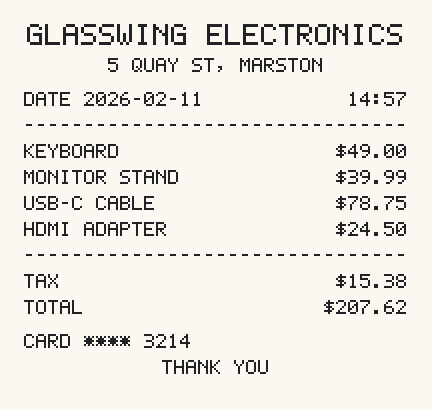 GLASSWING ELECTRONICS
5 QUAY ST, MARSTON
DATE 2026-02-11 14:57
--------------------------------
KEYBOARD $49.00
MONITOR STAND $39.99
USB-C CABLE $78.75
HDMI ADAPTER $24.50
--------------------------------
TAX $15.38
TOTAL $207.62
CARD **** 3214
THANK YOU